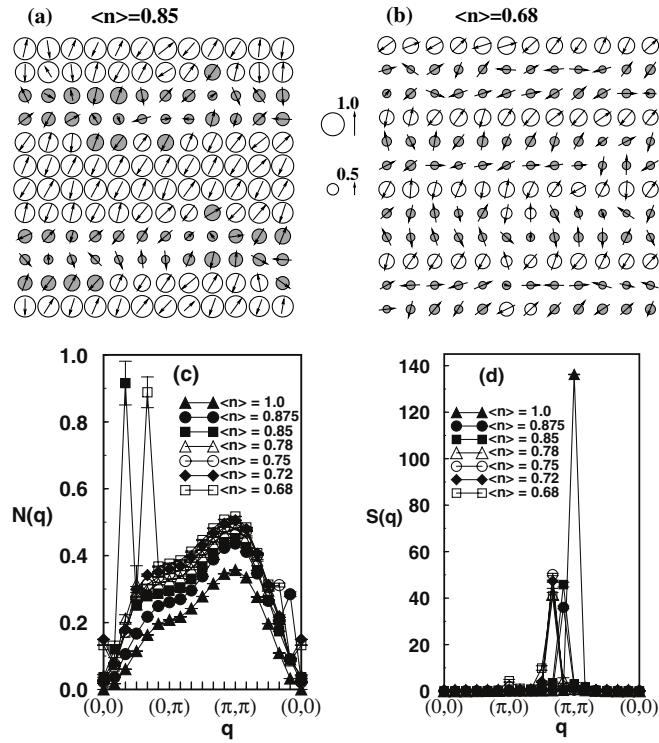 (a) <n>=0.85
(b) <n>=0.68
1.0
0.5
(c)
1.0
0.8
0.6
0.4
0.2
0.0
N(q)
<n> = 1.0
<n> = 0.875
<n> = 0.85
<n> = 0.78
<n> = 0.75
<n> = 0.72
<n> = 0.68
(0,0) (0,π) (π,π) (0,0)
q
(d)
140
120
100
80
60
40
20
0
S(q)
<n> = 1.0
<n> = 0.875
<n> = 0.85
<n> = 0.78
<n> = 0.75
<n> = 0.72
<n> = 0.68
(0,0) (π,0) (π,π) (0,0)
q